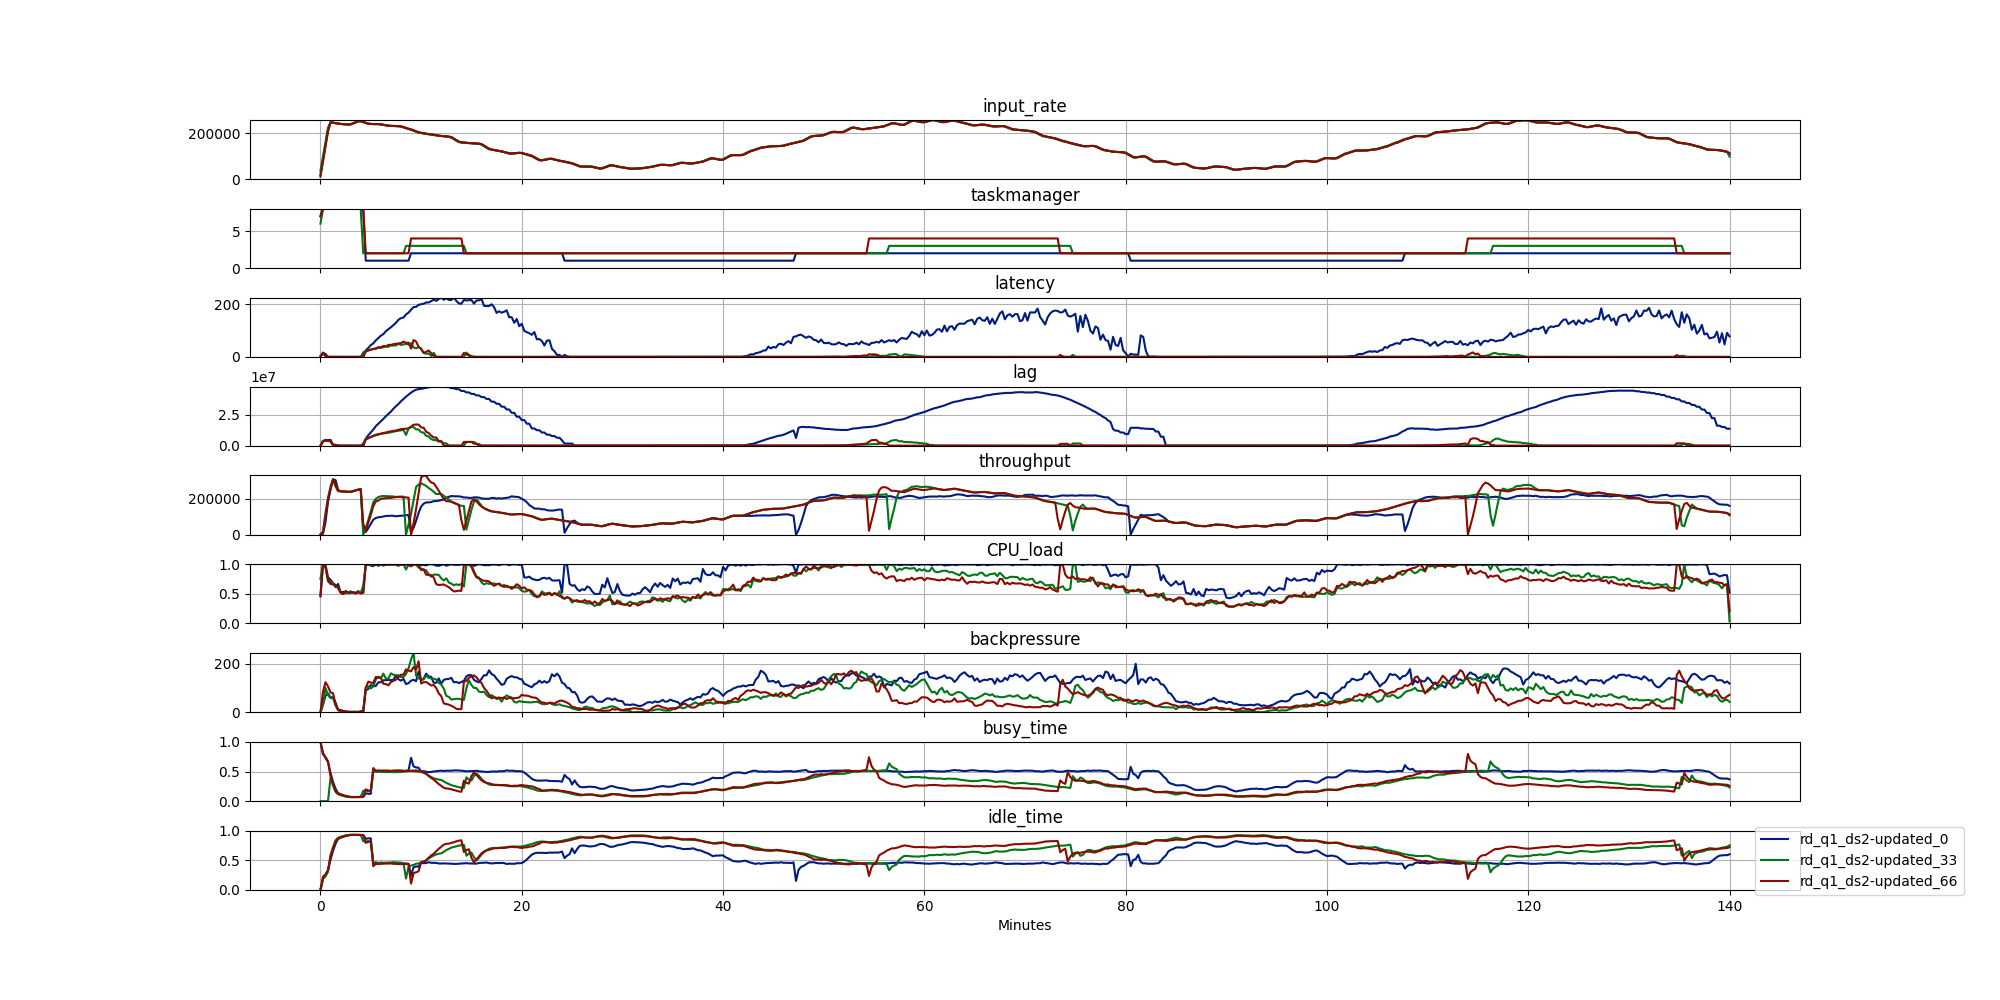 input_rate
200000
0
taskmanager
5
0
latency
200
0
1e7
lag
2.5
0.0
throughput
200000
0
CPU_load
1.0
0.5
0.0
backpressure
200
0
busy_time
1.0
0.5
0.0
idle_time
1.0
0.5
0.0
rd_q1_ds2-updated_0
rd_q1_ds2-updated_33
rd_q1_ds2-updated_66
0 20 40 60 80 100 120 140
Minutes